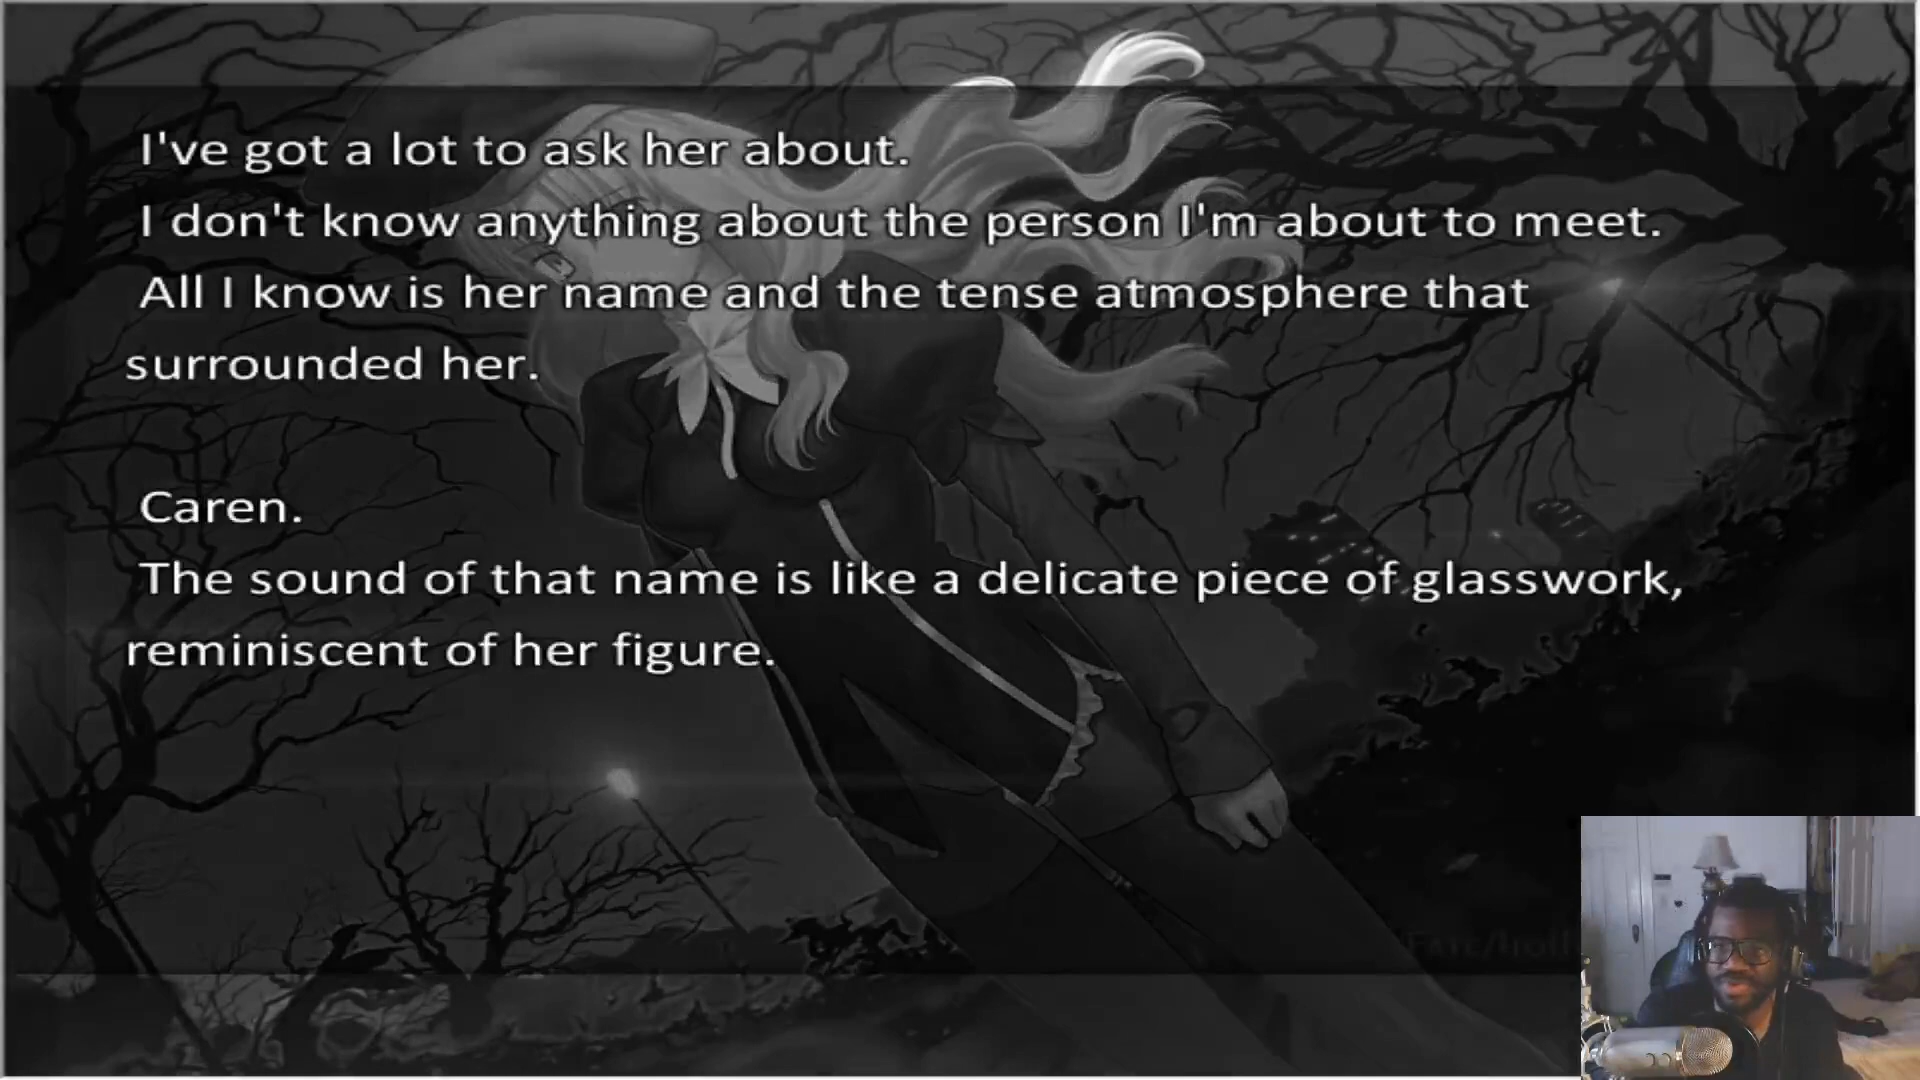 I've got a lot to ask her about.
I don't know anything about the person I'm about to meet.
All I know is her name and the tense atmosphere that
surrounded her.
Caren.
The sound of that name is like a delicate piece of glasswork,
reminiscent of her figure.